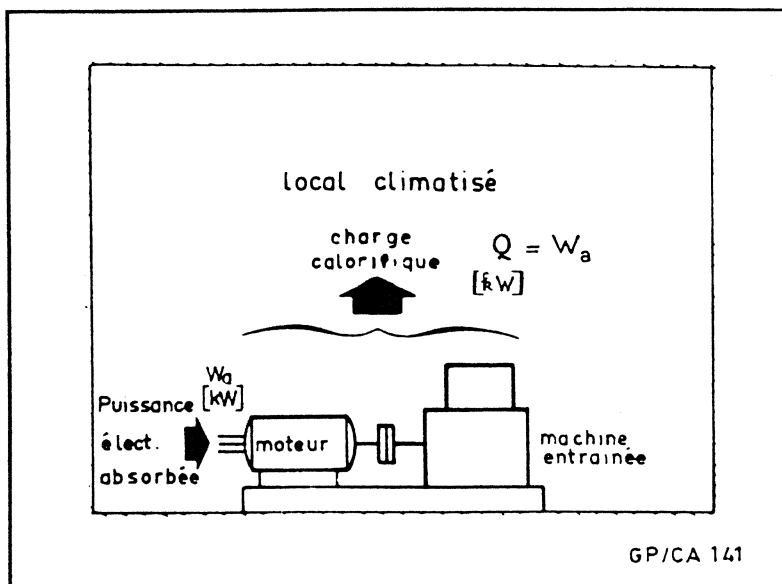 local climatisé
charge
calorifique
Q = Wa
[kW]
Wa
[kW]
Puissance
élect.
absorbée
moteur
machine
entrainée
GP/CA 141